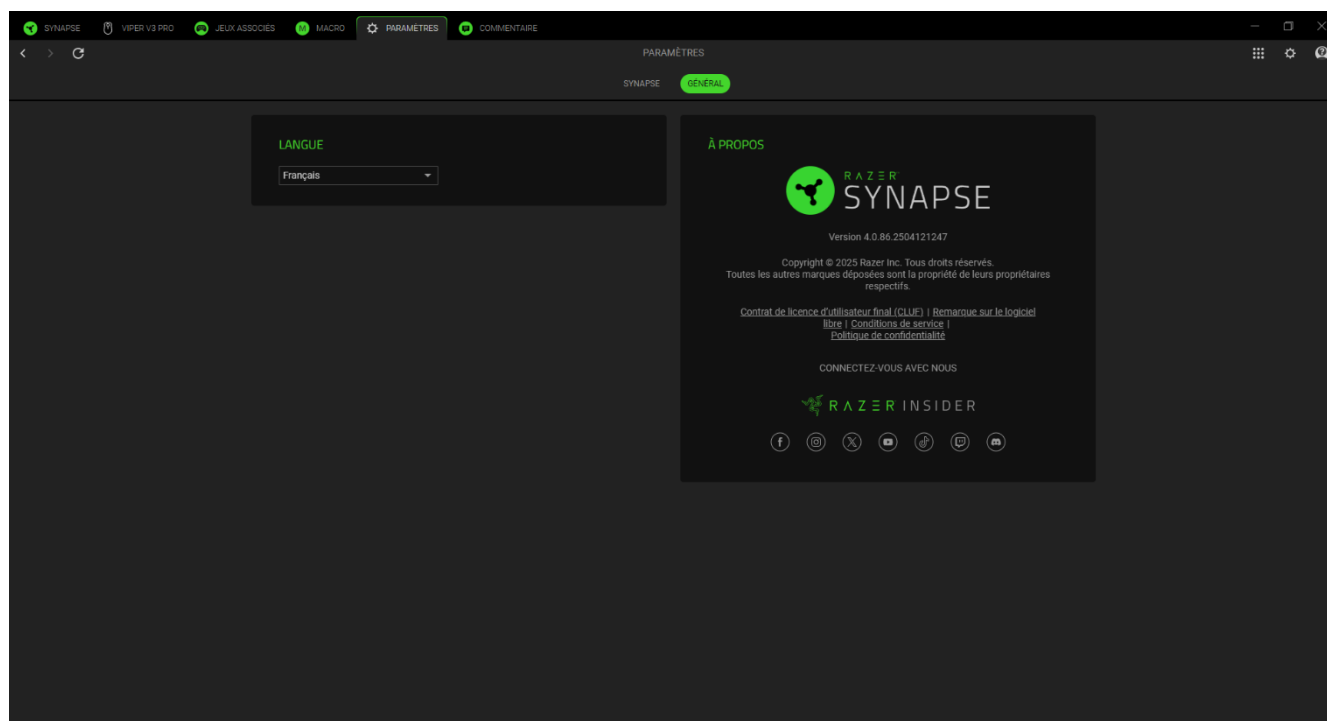 SYNAPSE VIPER V3 PRO JEUX ASSOCIÉS M MACRO PARAMÈTRES COMMENTAIRE
PARAMÈTRES
SYNAPSE GÉNÉRAL
LANGUE
Français
À PROPOS
RAZER
SYNAPSE
Version 4.0.86.2504121247
Copyright © 2025 Razer Inc. Tous droits réservés.
Toutes les autres marques déposées sont la propriété de leurs propriétaires
respectifs.
Contrat de licence d'utilisateur final (CLUF) | Remarque sur le logiciel
libre | Conditions de service |
Politique de confidentialité
CONNECTEZ-VOUS AVEC NOUS
RAZER INSIDER